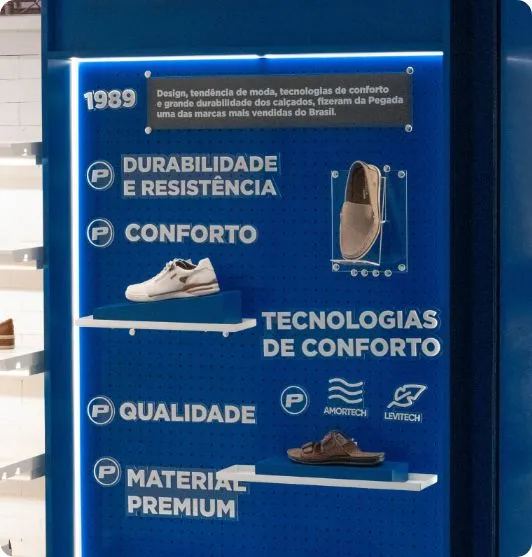 1989
Design, tendência de moda, tecnologias de conforto
e grande durabilidade dos calçados, fizeram da Pegada
uma das marcas mais vendidas do Brasil.
P DURABILIDADE
E RESISTÊNCIA
P CONFORTO
TECNOLOGIAS
DE CONFORTO
P AMORTECH LEVITECH
P QUALIDADE
P MATERIAL
PREMIUM